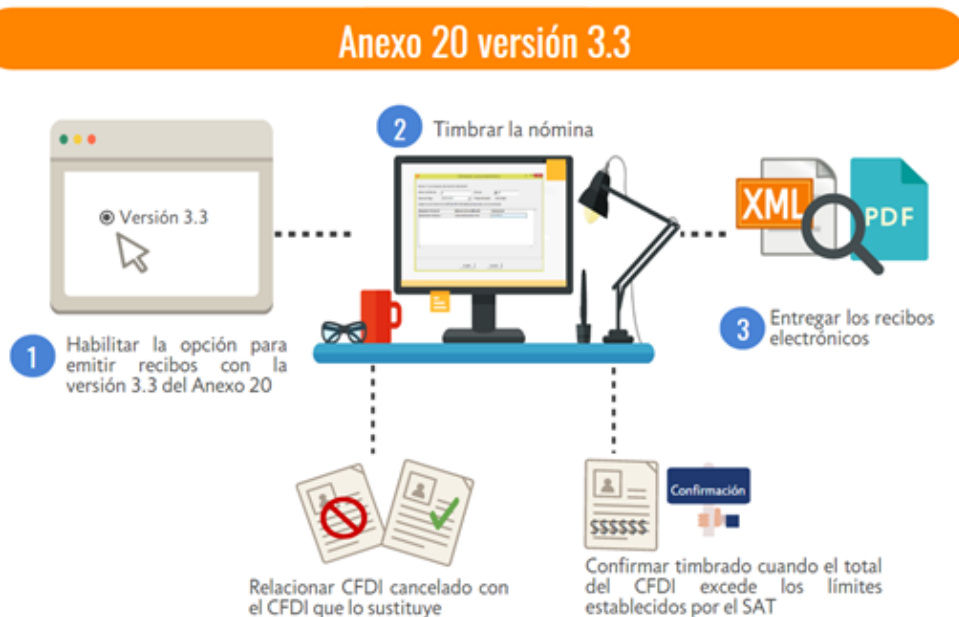 Anexo 20 versión 3.3
Versión 3.3
1
Habilitar la opción para
emitir recibos con la
versión 3.3 del Anexo 20
2
Timbrar la nómina
XML
PDF
3
Entregar los recibos
electrónicos
Relacionar CFDI cancelado con
el CFDI que lo sustituye
$$$$$$
Confirmación
Confirmar timbrado cuando el total
del CFDI excede los límites
establecidos por el SAT